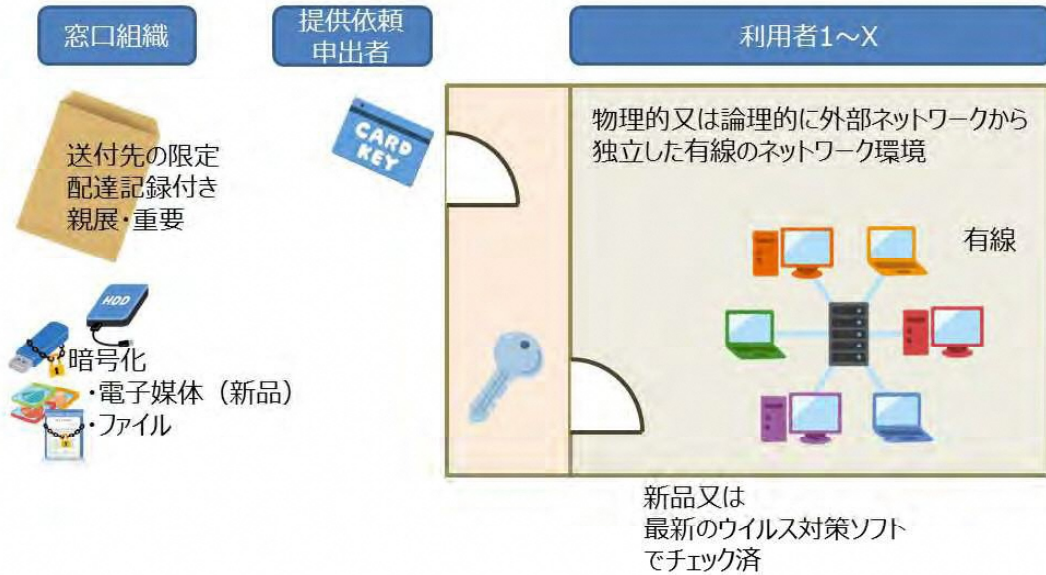 窓口組織
提供依頼
申出者
利用者1～X
送付先の限定
配達記録付き
親展・重要
CARD
KEY
物理的又は論理的に外部ネットワークから
独立した有線のネットワーク環境
有線
HDD
暗号化
・電子媒体（新品）
・ファイル
新品又は
最新のウイルス対策ソフト
でチェック済